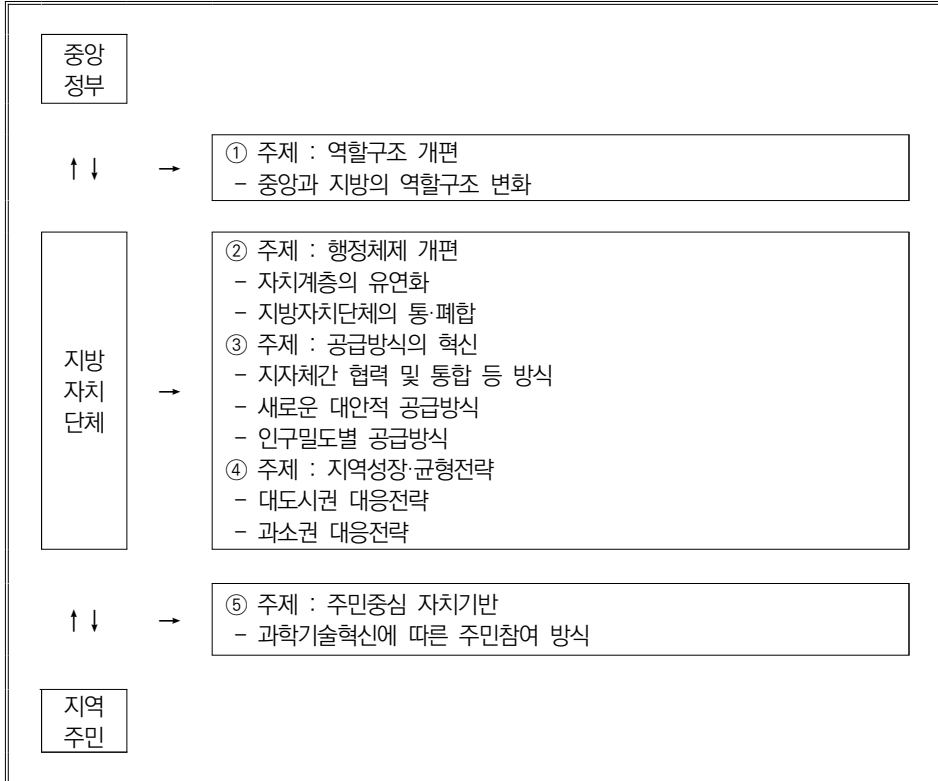 중앙
정부
↑↓ →
① 주제 : 역할구조 개편
- 중앙과 지방의 역할구조 변화
지방
자치
단체
→
② 주제 : 행정체제 개편
- 자치계층의 유연화
- 지방자치단체의 통·폐합
③ 주제 : 공급방식의 혁신
- 지자체간 협력 및 통합 등 방식
- 새로운 대안적 공급방식
- 인구밀도별 공급방식
④ 주제 : 지역성장·균형전략
- 대도시권 대응전략
- 과소권 대응전략
↑↓ →
⑤ 주제 : 주민중심 자치기반
- 과학기술혁신에 따른 주민참여 방식
지역
주민